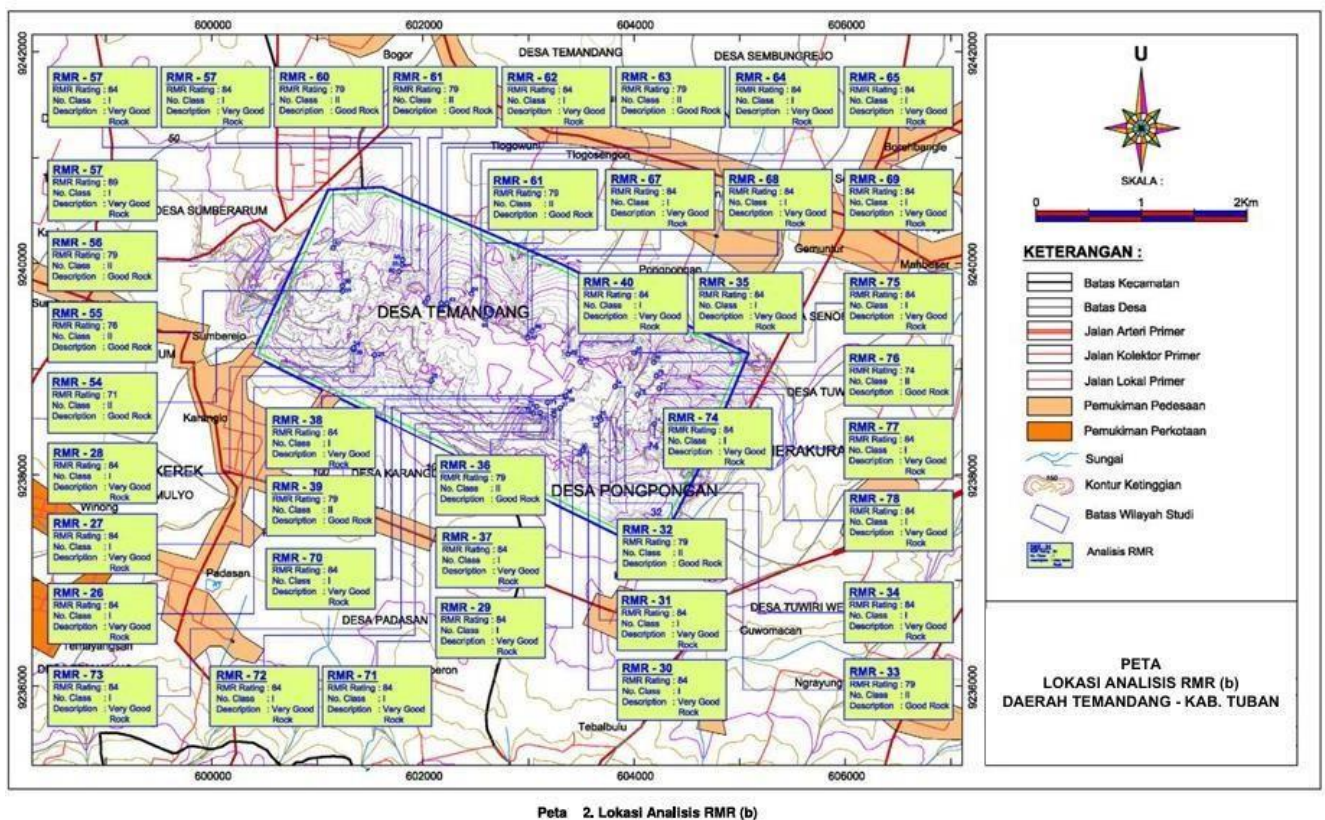 600000 602000 604000 606000
9242000 9242000
Bogor DESA TEMANDANG DESA SEMBUNGREJO
RMR - 57
RMR Rating : 84
No. Class : I
Description : Very Good
Rock
RMR - 57
RMR Rating : 84
No. Class : I
Description : Very Good
Rock
RMR - 60
RMR Rating : 79
No. Class : II
Description : Good Rock
RMR - 61
RMR Rating : 79
No. Class : II
Description : Good Rock
RMR - 62
RMR Rating : 84
No. Class : I
Description : Very Good
Rock
RMR - 63
RMR Rating : 79
No. Class : II
Description : Good Rock
RMR - 64
RMR Rating : 84
No. Class : I
Description : Very Good
Rock
RMR - 65
RMR Rating : 84
No. Class : I
Description : Very Good
Rock
50
Tlogowuni
Tlogosengon
RMR - 57
RMR Rating : 89
No. Class : I
Description : Very Good
Rock
RMR - 61
RMR Rating : 79
No. Class : II
Description : Good Rock
RMR - 67
RMR Rating : 84
No. Class : I
Description : Very Good
Rock
RMR - 68
RMR Rating : 84
No. Class : I
Description : Very Good
Rock
RMR - 69
RMR Rating : 84
No. Class : I
Description : Very Good
Rock
DESA SUMBERARUM
RMR - 56
RMR Rating : 79
No. Class : II
Description : Good Rock
Gemuntur
9240000 9240000
Pongpongan
RMR - 40
RMR Rating : 84
No. Class : I
Description : Very Good
Rock
RMR - 35
RMR Rating : 84
No. Class : I
Description : Very Good
Rock
RMR - 75
RMR Rating : 84
No. Class : I
Description : Very Good
Rock
DESA TEMANDANG
RMR - 55
RMR Rating : 76
No. Class : II
Description : Good Rock
Sumberejo
RMR - 76
RMR Rating : 74
No. Class : II
Description : Good Rock
RMR - 54
RMR Rating : 71
No. Class : II
Description : Good Rock
DESA TUW
Karanglo
RMR - 38
RMR Rating : 84
No. Class : I
Description : Very Good
Rock
RMR - 74
RMR Rating : 84
No. Class : I
Description : Very Good
Rock
RMR - 77
RMR Rating : 84
No. Class : I
Description : Very Good
Rock
RMR - 28
RMR Rating : 84
No. Class : I
Description : Very Good
Rock
KEREK
MULYO
RMR - 36
RMR Rating : 79
No. Class : II
Description : Good Rock
JERAKURA
9238000 9238000
RMR - 39
RMR Rating : 79
No. Class : II
Description : Good Rock
DESA PONGPONGAN
RMR - 78
RMR Rating : 84
No. Class : I
Description : Very Good
Rock
Winong
32
RMR - 27
RMR Rating : 84
No. Class : I
Description : Very Good
Rock
RMR - 37
RMR Rating : 84
No. Class : I
Description : Very Good
Rock
RMR - 32
RMR Rating : 79
No. Class : II
Description : Good Rock
RMR - 70
RMR Rating : 84
No. Class : I
Description : Very Good
Rock
Padasan
RMR - 26
RMR Rating : 84
No. Class : I
Description : Very Good
Rock
DESA PADASAN
RMR - 29
RMR Rating : 84
No. Class : I
Description : Very Good
Rock
RMR - 31
RMR Rating : 84
No. Class : I
Description : Very Good
Rock
DESA TUWIRI WE
Guwomacan
RMR - 34
RMR Rating : 84
No. Class : I
Description : Very Good
Rock
Temayangsan
RMR - 73
RMR Rating : 84
No. Class : I
Description : Very Good
Rock
RMR - 72
RMR Rating : 84
No. Class : I
Description : Very Good
Rock
RMR - 71
RMR Rating : 84
No. Class : I
Description : Very Good
Rock
RMR - 30
RMR Rating : 84
No. Class : I
Description : Very Good
Rock
Ngrayung
RMR - 33
RMR Rating : 79
No. Class : II
Description : Good Rock
9236000 9236000
600000 602000 604000 606000
U
SKALA :
0 1 2Km
KETERANGAN :
Batas Kecamatan
Batas Desa
Jalan Arteri Primer
Jalan Kolektor Primer
Jalan Lokal Primer
Pemukiman Pedesaan
Pemukiman Perkotaan
Sungai
Kontur Ketinggian
Batas Wilayah Studi
Analisis RMR
PETA
LOKASI ANALISIS RMR (b)
DAERAH TEMANDANG - KAB. TUBAN
Peta 2. Lokasi Analisis RMR (b)